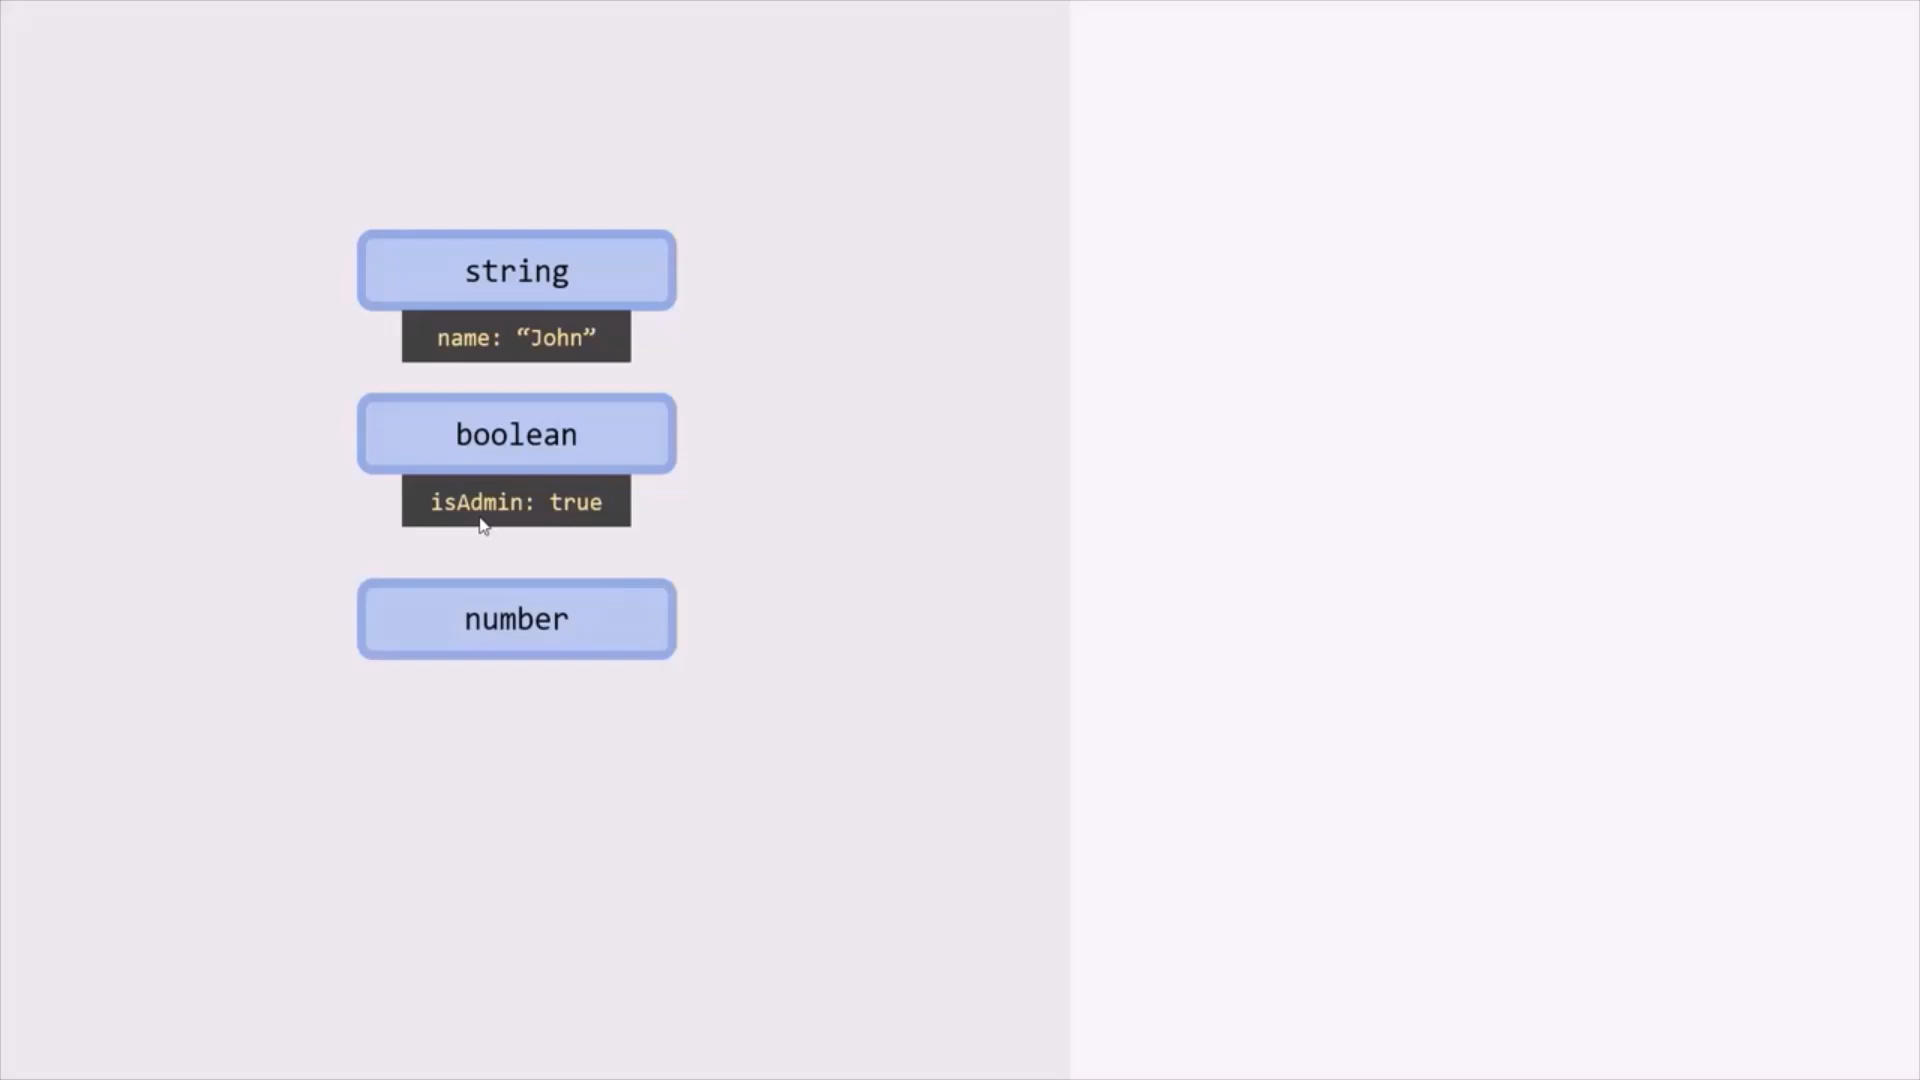 string
name: “John”
boolean
isAdmin: true
number